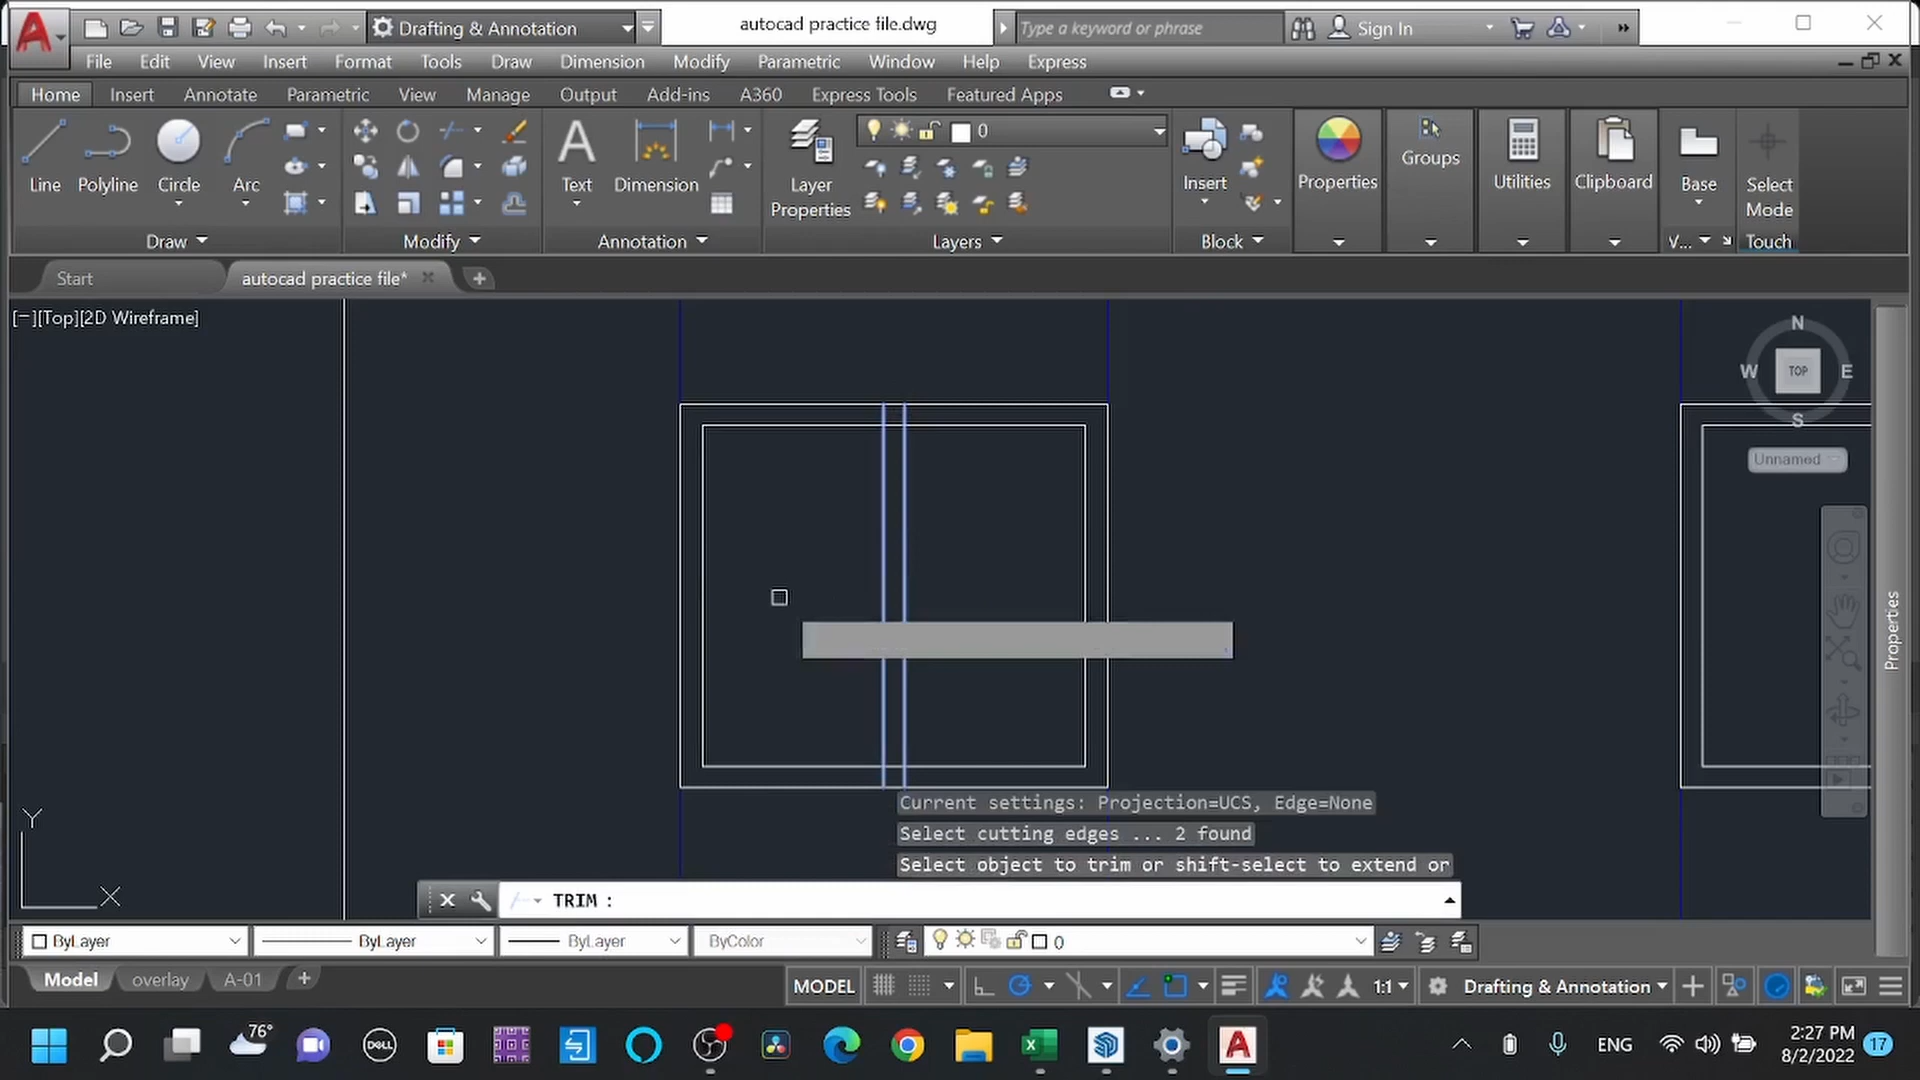 Drafting & Annotation
autocad practice file.dwg
Type a keyword or phrase
Sign In
File Edit View Insert Format Tools Draw Dimension Modify Parametric Window Help Express
Home Insert Annotate Parametric View Manage Output Add-ins A360 Express Tools Featured Apps
0
Line Polyline Circle Arc
Text Dimension
Layer Properties
Insert
Properties
Groups
Utilities
Clipboard
Base
Select Mode
Draw Modify Annotation Layers Block V... Touch
Start autocad practice file*
[−][Top][2D Wireframe]
N
W TOP E
S
Unnamed
Properties
Y
X
Current settings: Projection=UCS, Edge=None
Select cutting edges ... 2 found
Select object to trim or shift-select to extend or
TRIM :
ByLayer ByLayer ByLayer ByColor 0
Model overlay A-01
MODEL 1:1 Drafting & Annotation
76°
DELL
A
ENG
2:27 PM
8/2/2022
17